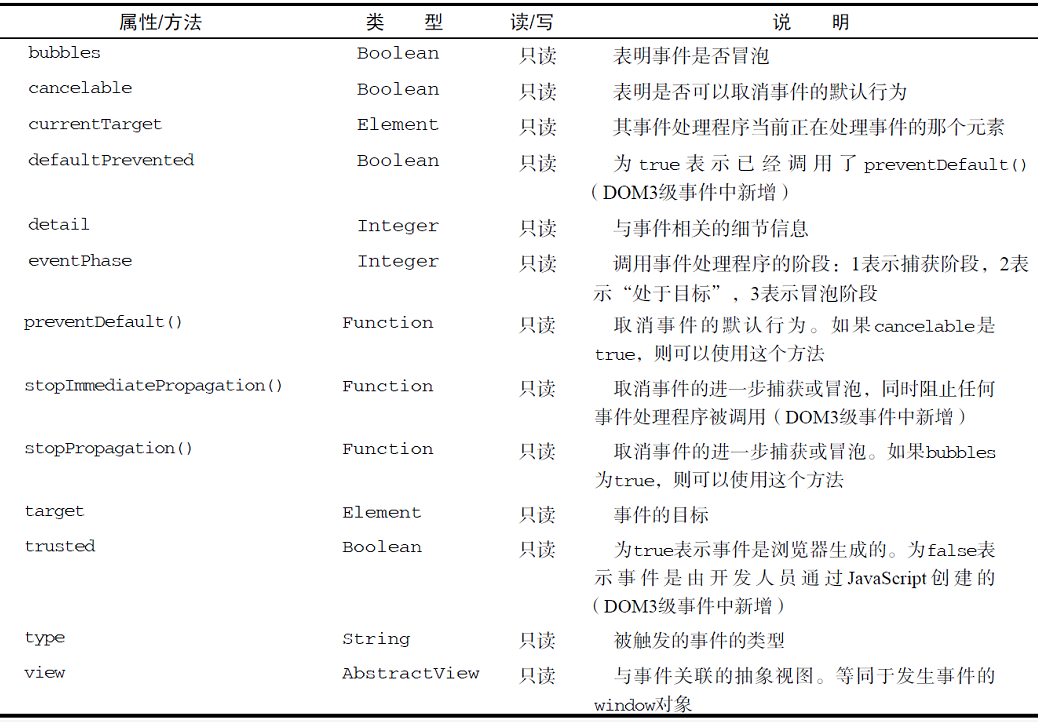 属性/方法 类 型 读/写 说 明
bubbles Boolean 只读 表明事件是否冒泡
cancelable Boolean 只读 表明是否可以取消事件的默认行为
currentTarget Element 只读 其事件处理程序当前正在处理事件的那个元素
defaultPrevented Boolean 只读 为true表示已经调用了preventDefault()
（DOM3级事件中新增）
detail Integer 只读 与事件相关的细节信息
eventPhase Integer 只读 调用事件处理程序的阶段：1表示捕获阶段，2表
示“处于目标”，3表示冒泡阶段
preventDefault() Function 只读 取消事件的默认行为。如果cancelable是
true，则可以使用这个方法
stopImmediatePropagation() Function 只读 取消事件的进一步捕获或冒泡，同时阻止任何
事件处理程序被调用（DOM3级事件中新增）
stopPropagation() Function 只读 取消事件的进一步捕获或冒泡。如果bubbles
为true，则可以使用这个方法
target Element 只读 事件的目标
trusted Boolean 只读 为true表示事件是浏览器生成的。为false表
示事件是由开发人员通过JavaScript创建的
（DOM3级事件中新增）
type String 只读 被触发的事件的类型
view AbstractView 只读 与事件关联的抽象视图。等同于发生事件的
window对象